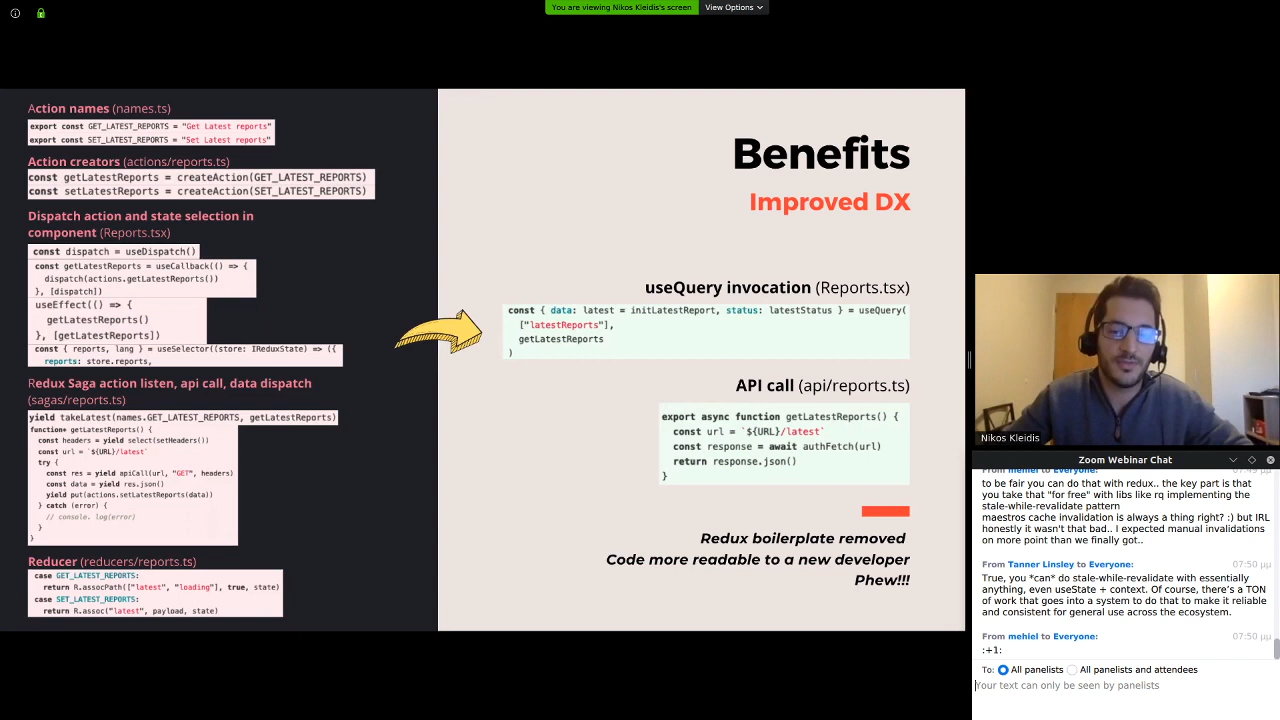 You are viewing Nikos Kleidis's screen
View Options
Action names (names.ts)
export const GET_LATEST_REPORTS = "Get Latest reports"
export const SET_LATEST_REPORTS = "Set Latest reports"
Action creators (actions/reports.ts)
const getLatestReports = createAction(GET_LATEST_REPORTS)
const setLatestReports = createAction(SET_LATEST_REPORTS)
Dispatch action and state selection in
component (Reports.tsx)
const dispatch = useDispatch()
const getLatestReports = useCallback(() => {
dispatch(actions.getLatestReports())
}, [dispatch])
useEffect(() => {
getLatestReports()
}, [getLatestReports])
const { reports, lang } = useSelector((store: IReduxState) => ({
reports: store.reports,
Redux Saga action listen, api call, data dispatch
(sagas/reports.ts)
yield takeLatest(names.GET_LATEST_REPORTS, getLatestReports)
function* getLatestReports() {
const headers = yield select(setHeaders())
const url = `${URL}/latest`
try {
const res = yield apiCall(url, "GET", headers)
const data = yield res.json()
yield put(actions.setLatestReports(data))
} catch (error) {
// console. log(error)
}
}
Reducer (reducers/reports.ts)
case GET_LATEST_REPORTS:
return R.assocPath(["latest", "loading"], true, state)
case SET_LATEST_REPORTS:
return R.assoc("latest", payload, state)
Benefits
Improved DX
useQuery invocation (Reports.tsx)
const { data: latest = initLatestReport, status: latestStatus } = useQuery(
["latestReports"],
getLatestReports
)
API call (api/reports.ts)
export async function getLatestReports() {
const url = `${URL}/latest`
const response = await authFetch(url)
return response.json()
}
Redux boilerplate removed
Code more readable to a new developer
Phew!!!
Nikos Kleidis
Zoom Webinar Chat
From mehiel to Everyone: 07:49 μμ
to be fair you can do that with redux.. the key part is that
you take that "for free" with libs like rq implementing the
stale-while-revalidate pattern
maestros cache invalidation is always a thing right? :) but IRL
honestly it wasn't that bad.. I expected manual invalidations
on more point than we finally got..
From Tanner Linsley to Everyone: 07:50 μμ
True, you *can* do stale-while-revalidate with essentially
anything, even useState + context. Of course, there's a TON
of work that goes into a system to do that to make it reliable
and consistent for general use across the ecosystem.
From mehiel to Everyone: 07:50 μμ
:+1:
To: All panelists All panelists and attendees
Your text can only be seen by panelists